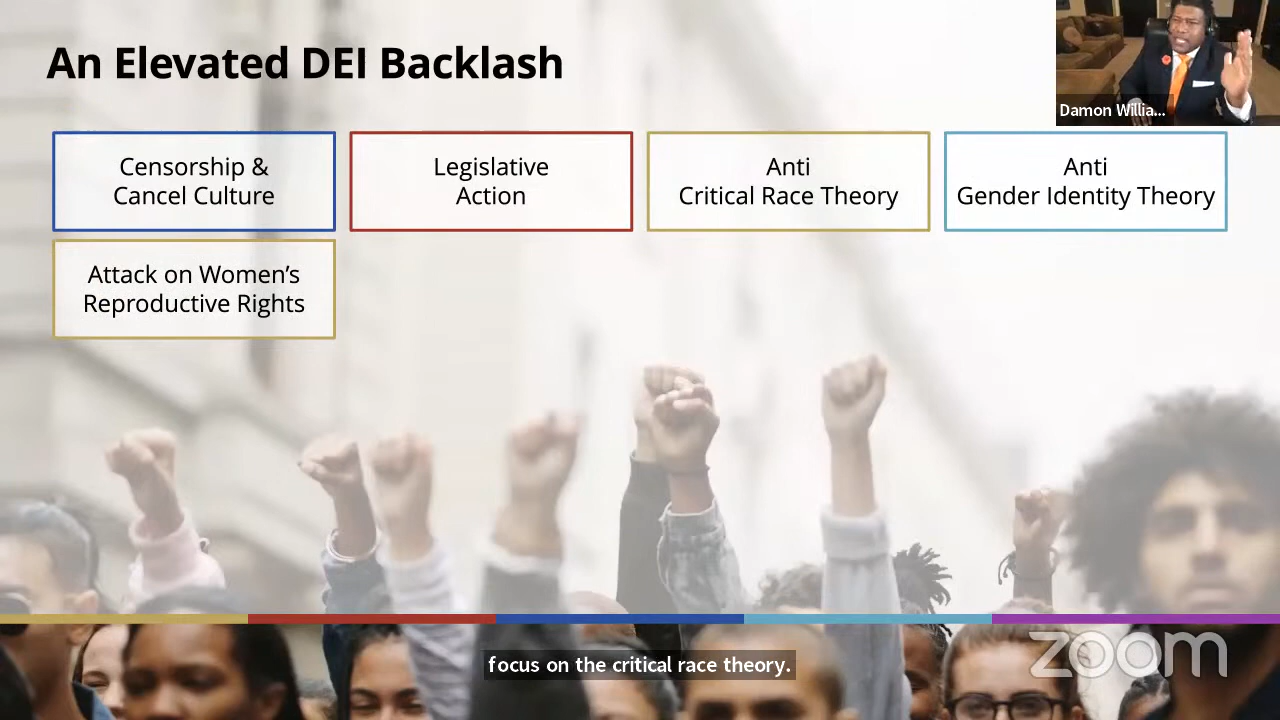 An Elevated DEI Backlash
Damon Willia...
Censorship &
Cancel Culture
Legislative
Action
Anti
Critical Race Theory
Anti
Gender Identity Theory
Attack on Women’s
Reproductive Rights
focus on the critical race theory.
zoom